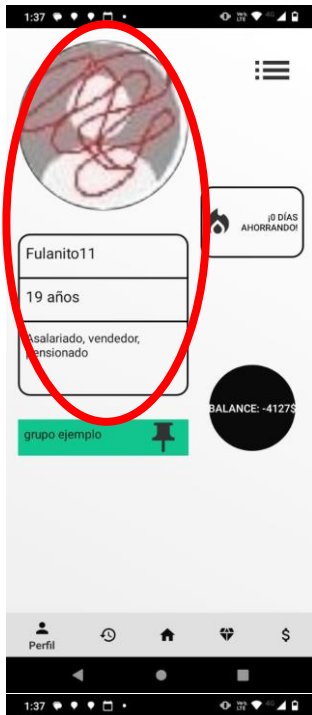 1:37
¡0 DÍAS
AHORRANDO!
Fulanito11
19 años
Asalariado, vendedor,
pensionado
BALANCE: -4127$
grupo ejemplo
Perfil
$
1:37